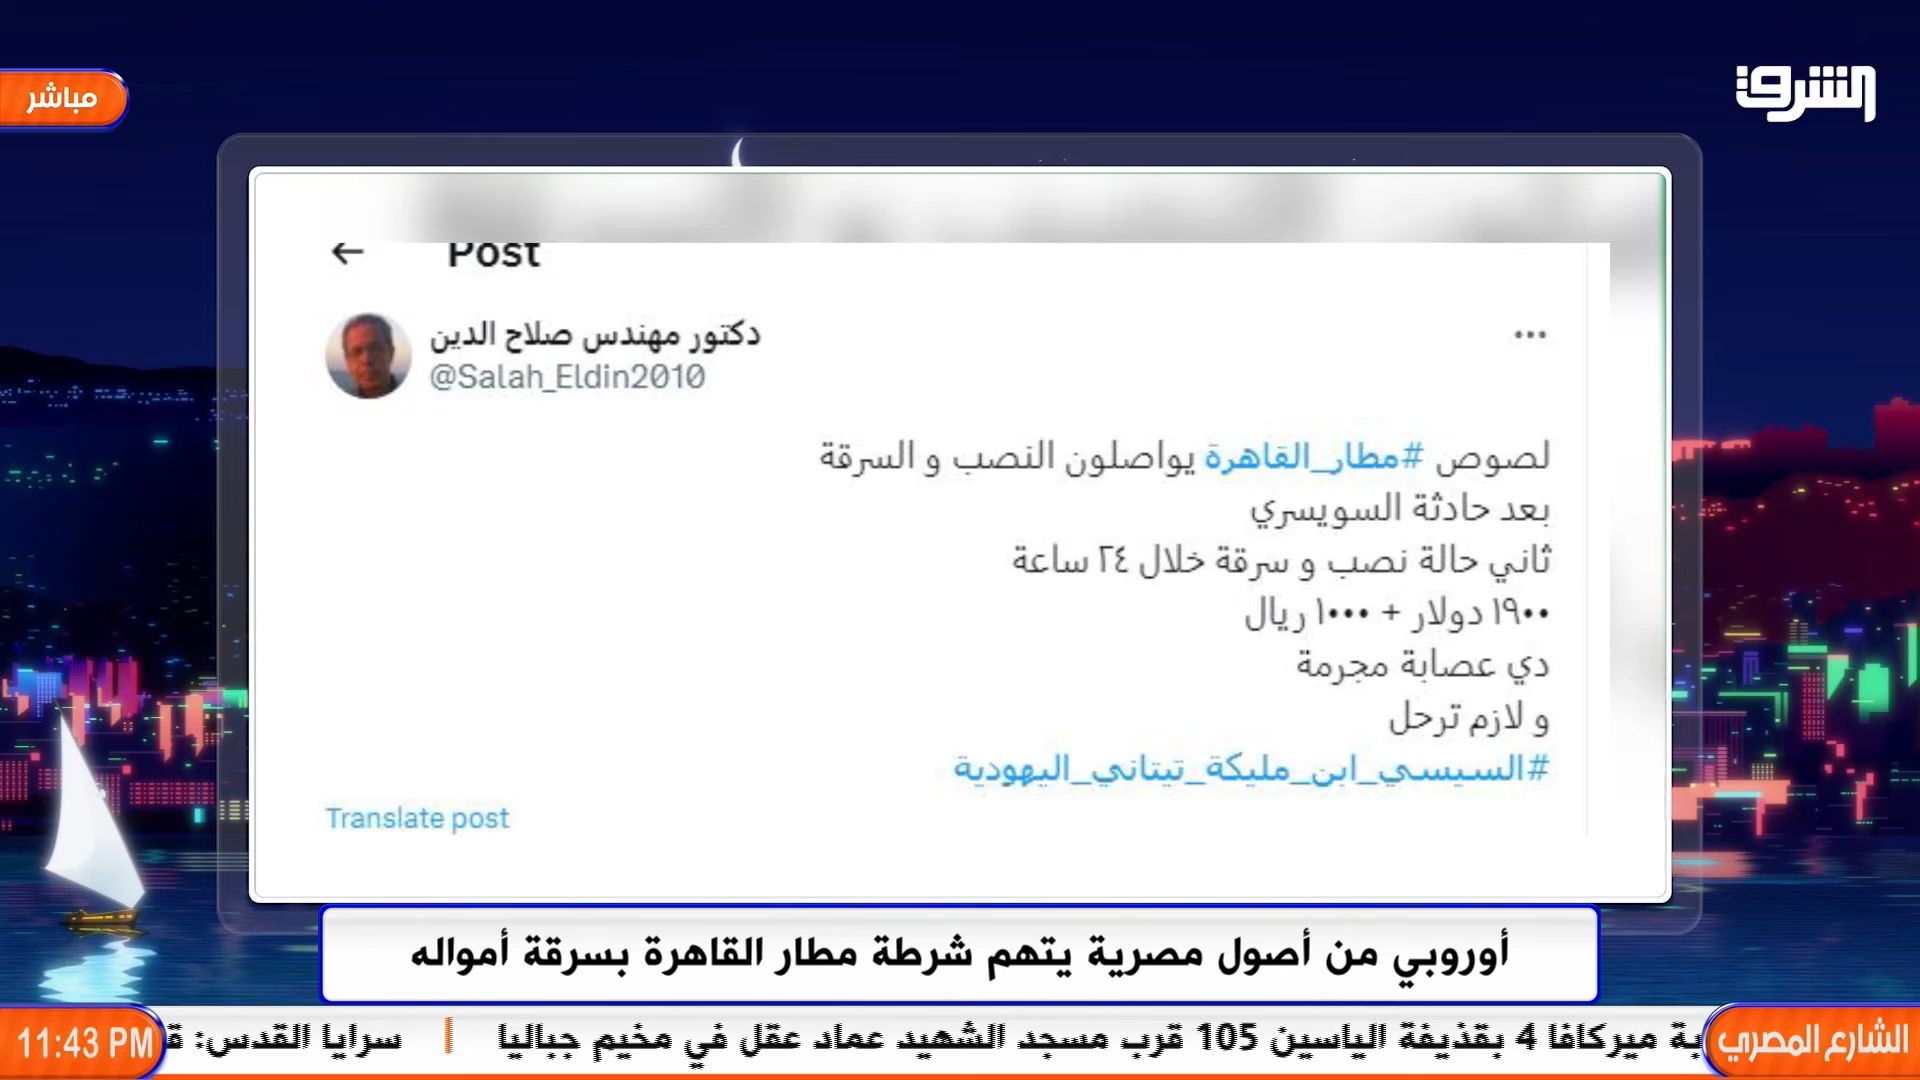 مباشر
الشرق
Post
دكتور مهندس صلاح الدين
@Salah_Eldin2010
لصوص #مطار_القاهرة يواصلون النصب و السرقة
بعد حادثة السويسري
ثاني حالة نصب و سرقة خلال ٢٤ ساعة
١٩٠٠ دولار + ١٠٠٠ ريال
دي عصابة مجرمة
و لازم ترحل
#السيسي_ابن_مليكة_تيتاني_اليهودية
Translate post
أوروبي من أصول مصرية يتهم شرطة مطار القاهرة بسرقة أمواله
الشارع المصري
بة ميركافا 4 بقذيفة الياسين 105 قرب مسجد الشهيد عماد عقل في مخيم جباليا | سرايا القدس: ق
11:43 PM